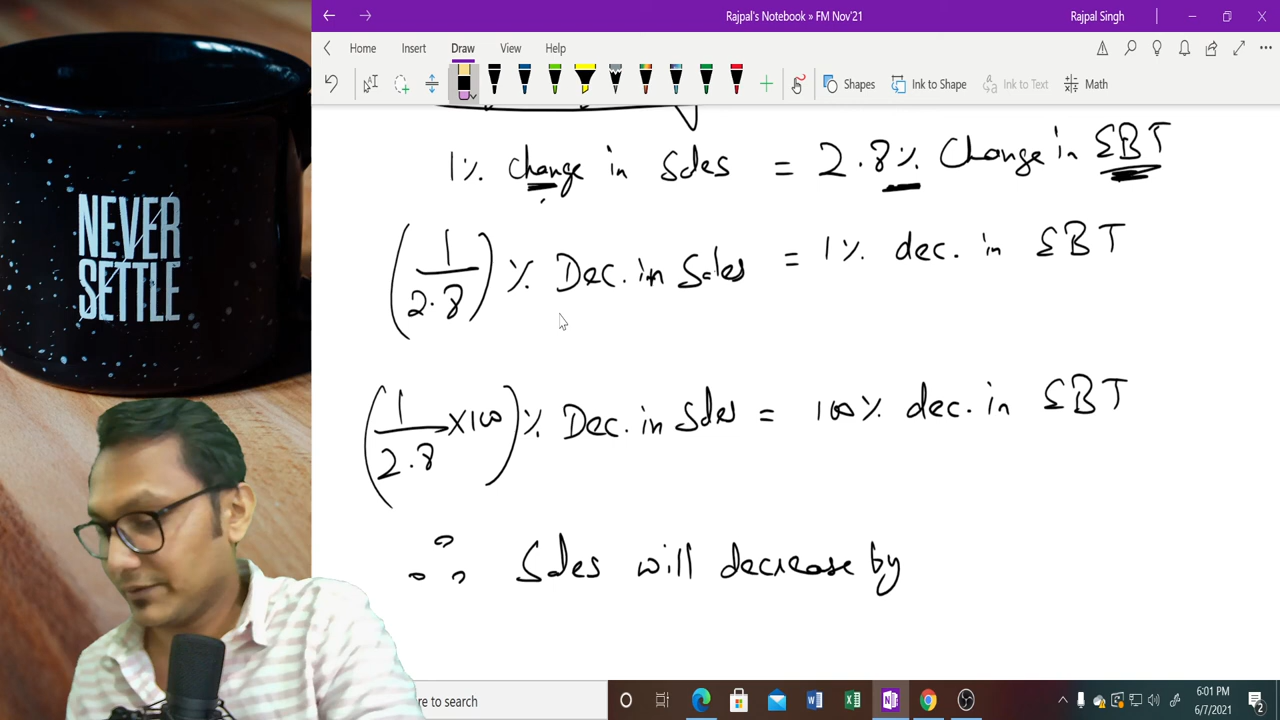 Rajpal's Notebook » FM Nov'21
Rajpal Singh
Home Insert Draw View Help
Shapes Ink to Shape Ink to Text Math
1% change in Sales = 2.8% Change in EBT
(1/2.8)% Dec. in Sales = 1% dec. in EBT
(1/2.8 x100)% Dec. in Sales = 100% dec. in EBT
∴ Sales will decrease by
NEVER
SETTLE
re to search
6:01 PM
6/7/2021
2